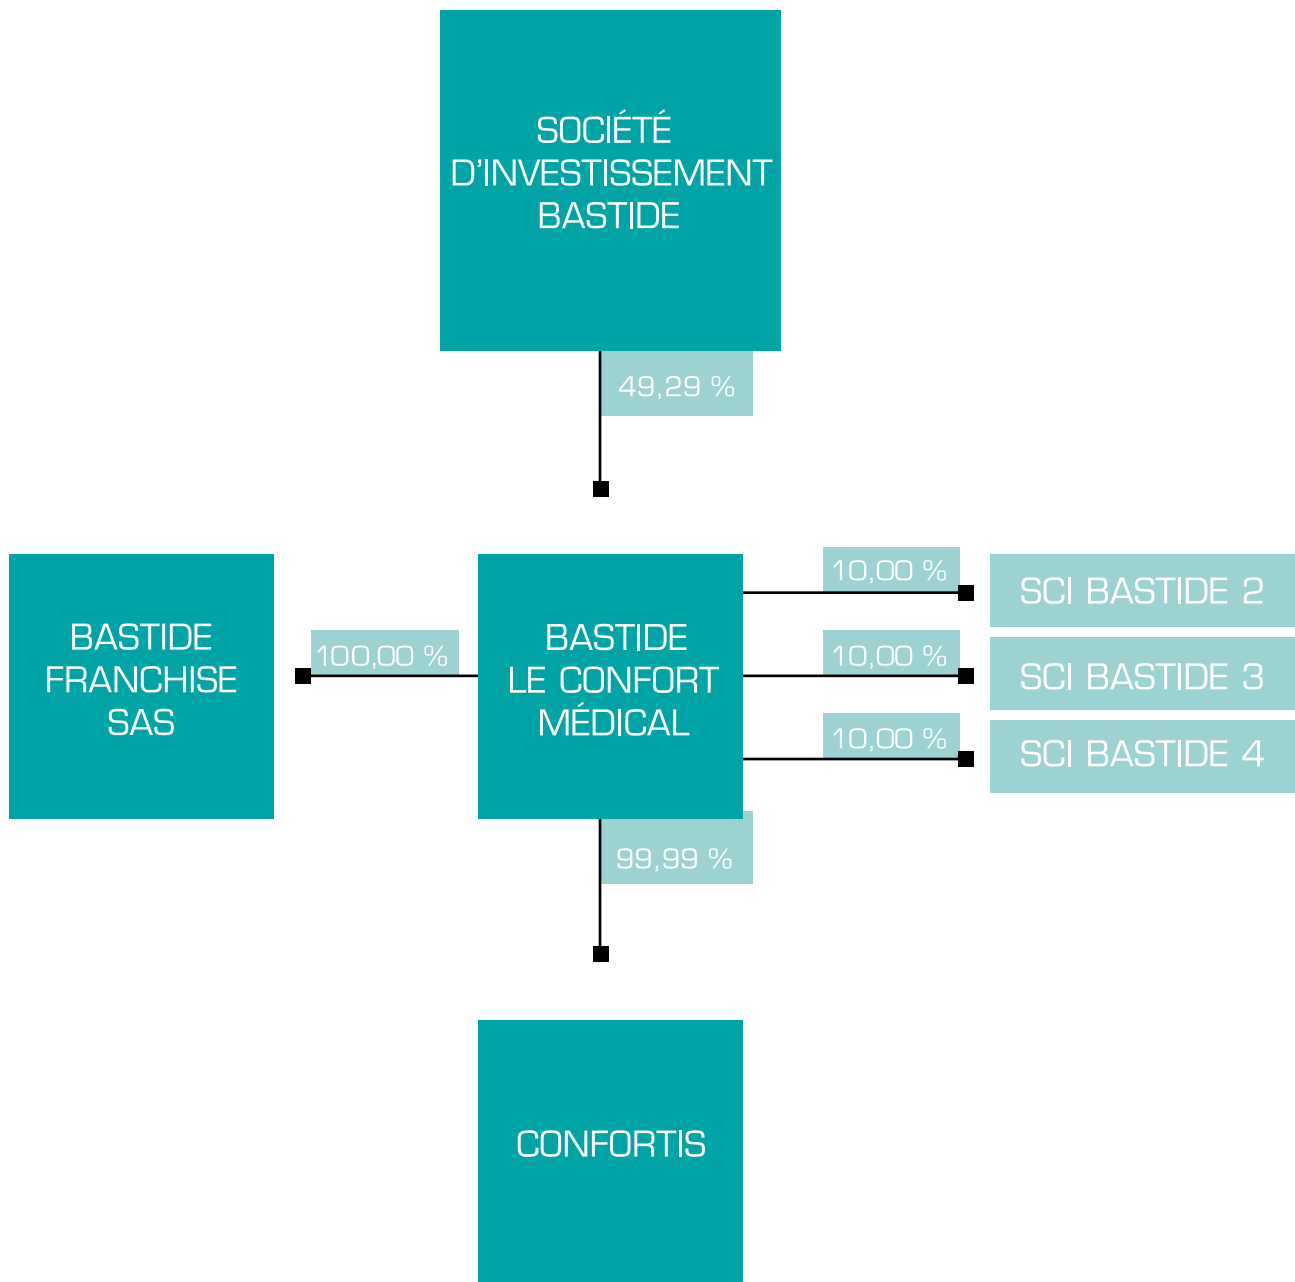 SOCIÉTÉ
D'INVESTISSEMENT
BASTIDE
49,29 %
BASTIDE
FRANCHISE
SAS
100,00 %
BASTIDE
LE CONFORT
MÉDICAL
10,00 %
SCI BASTIDE 2
10,00 %
SCI BASTIDE 3
10,00 %
SCI BASTIDE 4
99,99 %
CONFORTIS